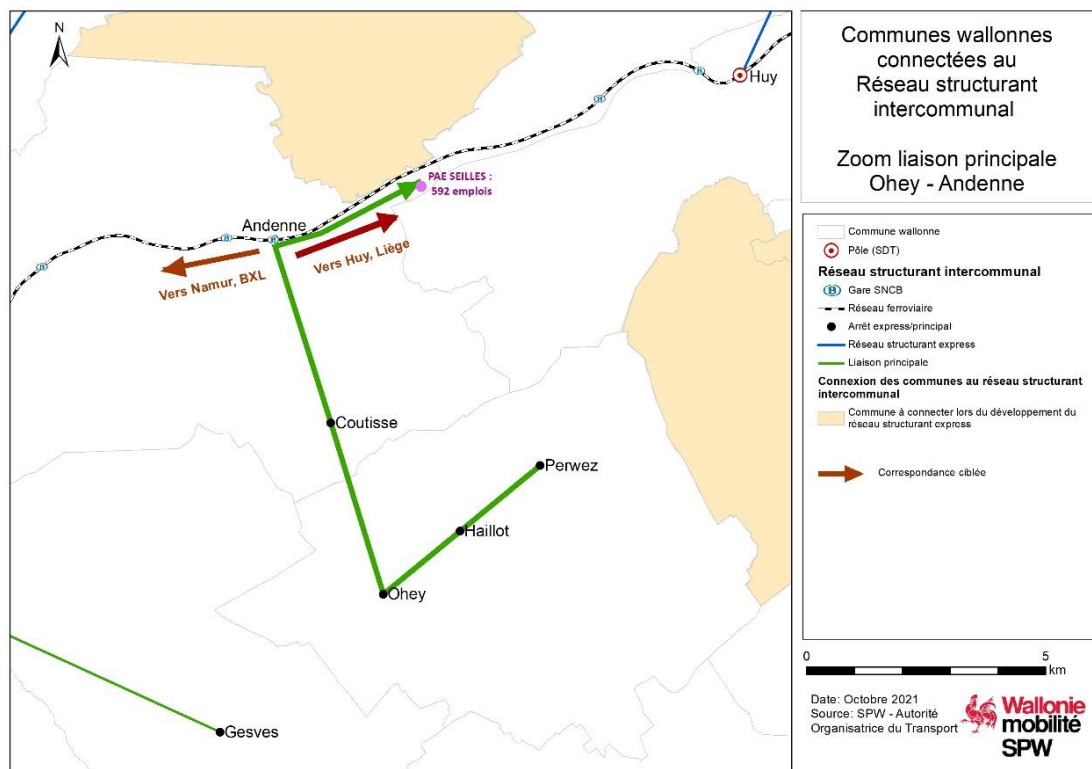 N
Huy
PAE SEILLES :
592 emplois
Andenne
Vers Huy, Liège
Vers Namur, BXL
Coutisse
Perwez
Haillot
Ohey
Gesves
Communes wallonnes
connectées au
Réseau structurant
intercommunal
Zoom liaison principale
Ohey - Andenne
Commune wallonne
Pôle (SDT)
Réseau structurant intercommunal
B Gare SNCB
Réseau ferroviaire
Arrêt express/principal
Réseau structurant express
Liaison principale
Connexion des communes au réseau structurant
intercommunal
Commune à connecter lors du développement du
réseau structurant express
Correspondance ciblée
0 5
km
Date: Octobre 2021
Source: SPW - Autorité
Organisatrice du Transport
Wallonie
mobilité
SPW